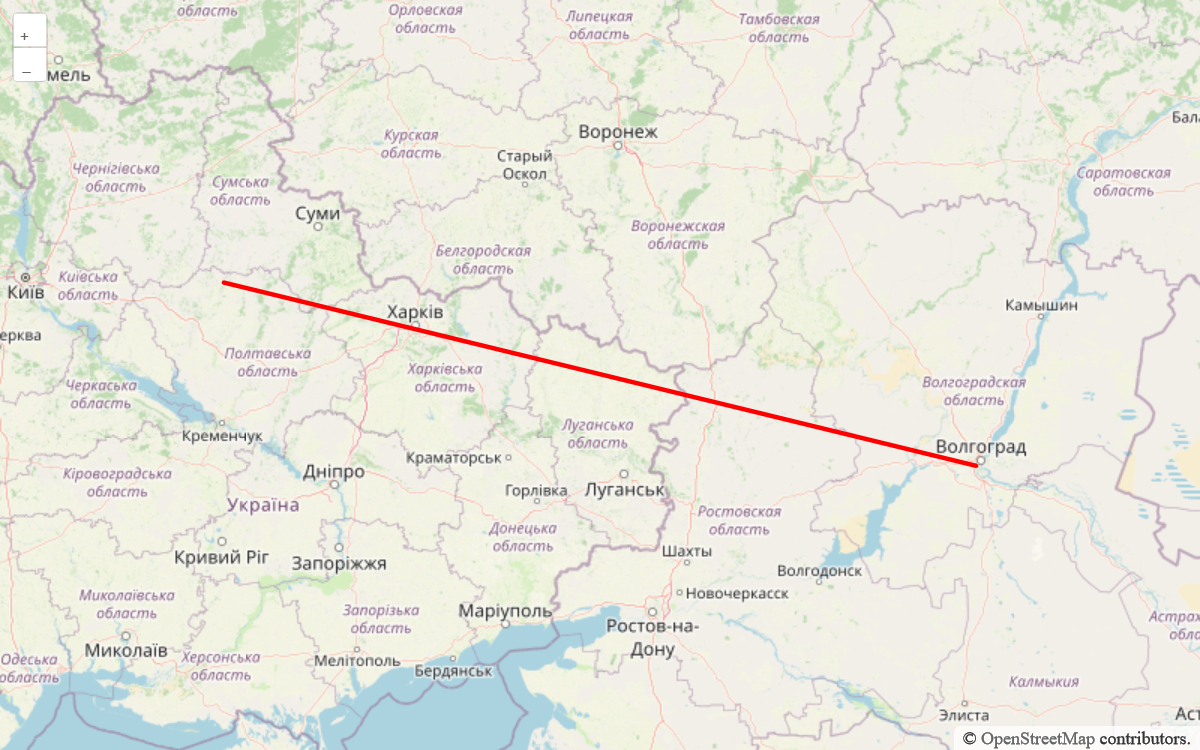 Орловская
область
Липецкая
область
Тамбовская
область
+
–
мель
Воронеж
Курская
область
Старый
Оскол
Бала
Чернігівська
область
Сумська
область
Саратовская
область
Суми
Воронежская
область
Белгородская
область
Київська
область
Київ
Харків
Камышин
ерква
Полтавська
область
Харківська
область
Черкаська
область
Волгоградская
область
Луганська
область
Кременчук
Волгоград
Краматорськ
Дніпро
Кіровоградська
область
Горлівка
Луганськ
Україна
Ростовская
область
Донецька
область
Кривий Ріг
Запоріжжя
Шахты
Волгодонск
Новочеркасск
Миколаївська
область
Запорізька
область
Маріуполь
Ростов-на-
Дону
Астрах
обла
Миколаїв
Одеська
область
Херсонська
область
Мелітополь
Бердянськ
Калмыкия
Элиста
Аст
© OpenStreetMap contributors.